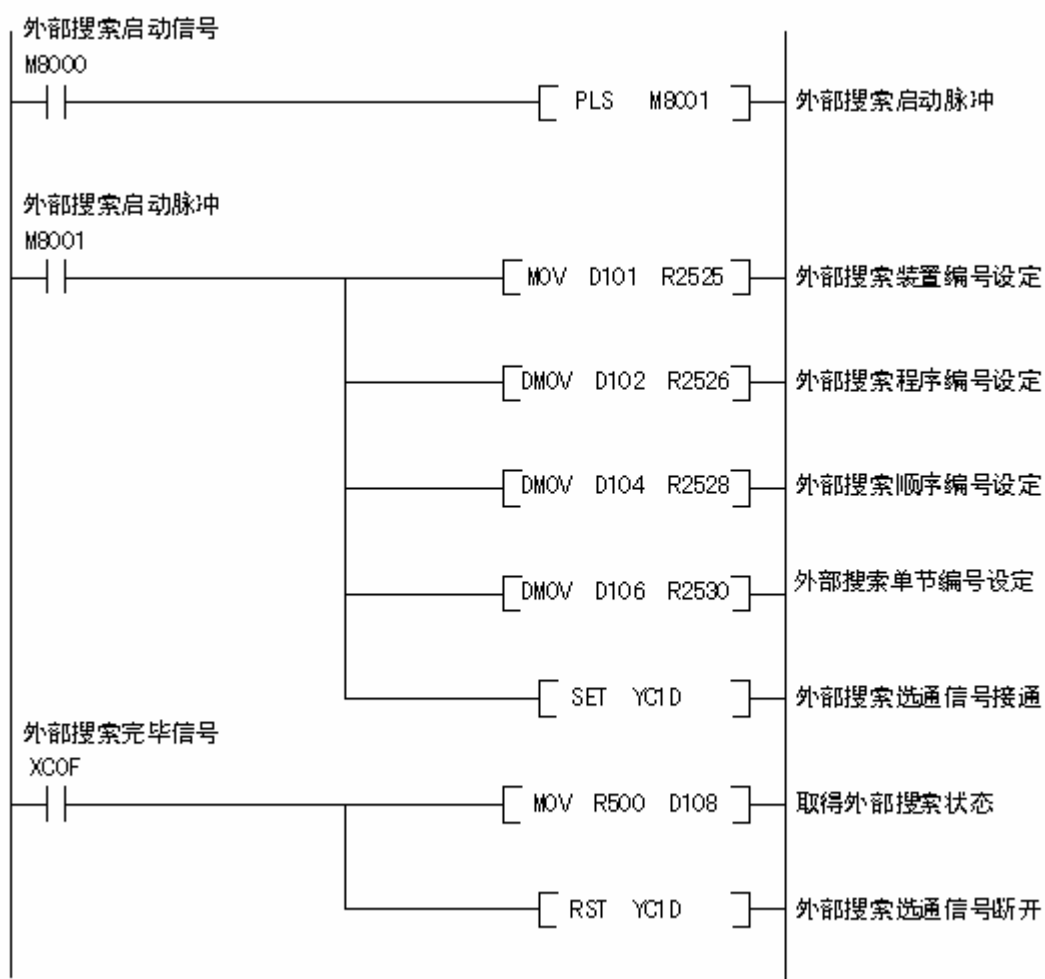 外部搜索启动信号
M8000
PLS M8001 外部搜索启动脉冲
外部搜索启动脉冲
M8001
MOV D101 R2525 外部搜索装置编号设定
DMOV D102 R2526 外部搜索程序编号设定
DMOV D104 R2528 外部搜索顺序编号设定
DMOV D106 R2530 外部搜索单节编号设定
SET YC1D 外部搜索选通信号接通
外部搜索完毕信号
XC0F
MOV R500 D108 取得外部搜索状态
RST YC1D 外部搜索选通信号断开